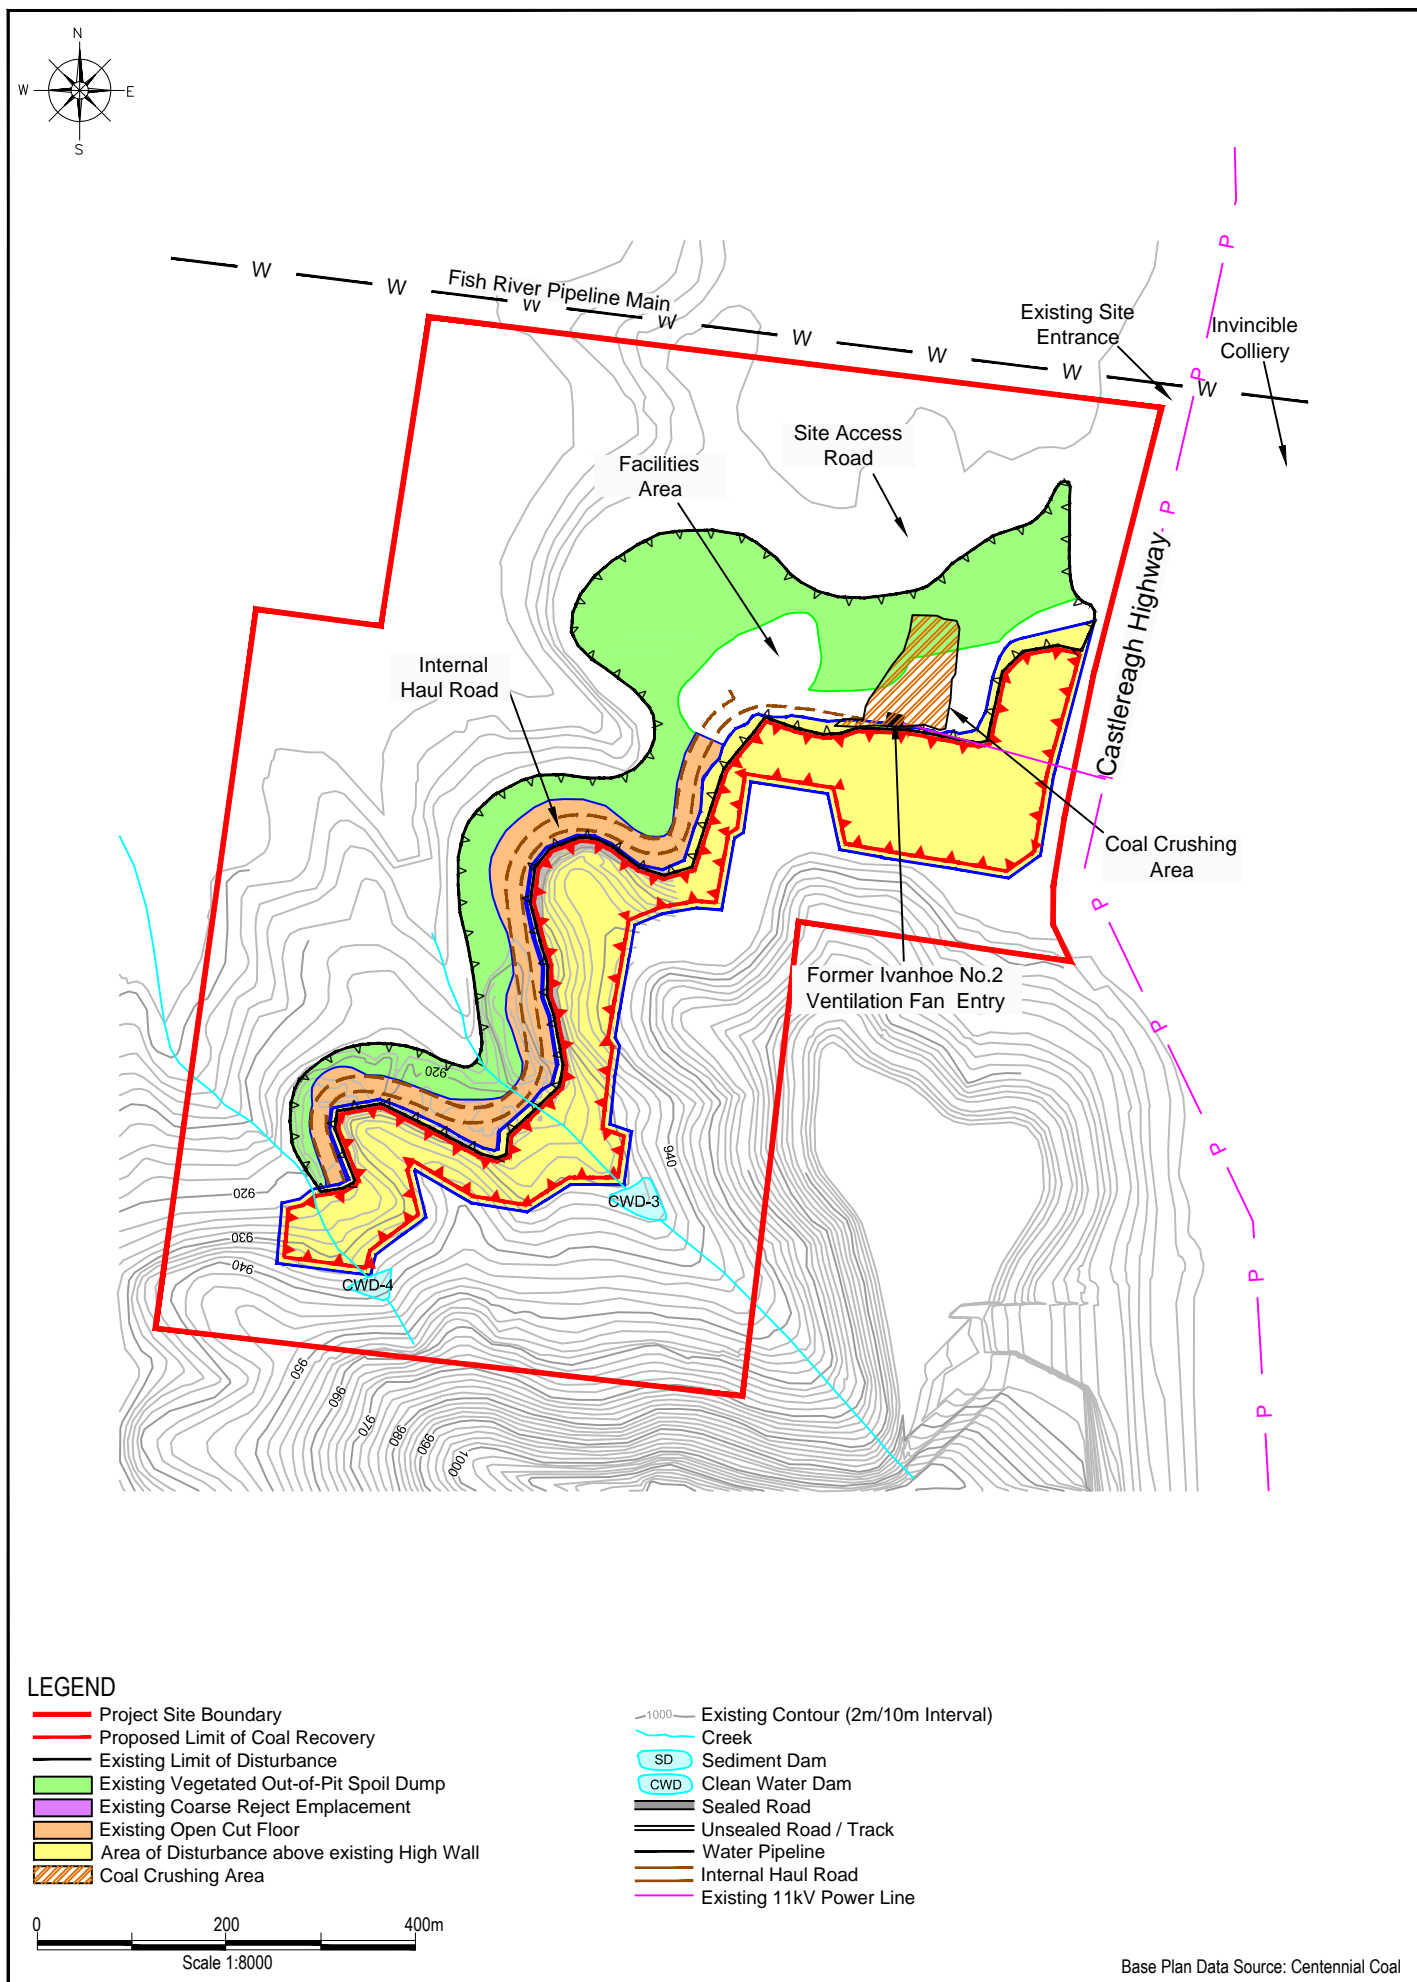 N
W E
S
W W W W W W W W
Fish River Pipeline Main
P
P
P
Existing Site
Entrance
Invincible
Colliery
Site Access
Road
Facilities
Area
Castlereagh Highway
Internal
Haul Road
Coal Crushing
Area
P
P
P
P
P
Former Ivanhoe No.2
Ventilation Fan Entry
920
940
CWD-3
920
930
940
CWD-4
950
960
970
980
990
1000
LEGEND
Project Site Boundary
Proposed Limit of Coal Recovery
Existing Limit of Disturbance
Existing Vegetated Out-of-Pit Spoil Dump
Existing Coarse Reject Emplacement
Existing Open Cut Floor
Area of Disturbance above existing High Wall
Coal Crushing Area
1000 Existing Contour (2m/10m Interval)
Creek
SD Sediment Dam
CWD Clean Water Dam
Sealed Road
Unsealed Road / Track
Water Pipeline
Internal Haul Road
Existing 11kV Power Line
0 200 400m
Scale 1:8000
Base Plan Data Source: Centennial Coal